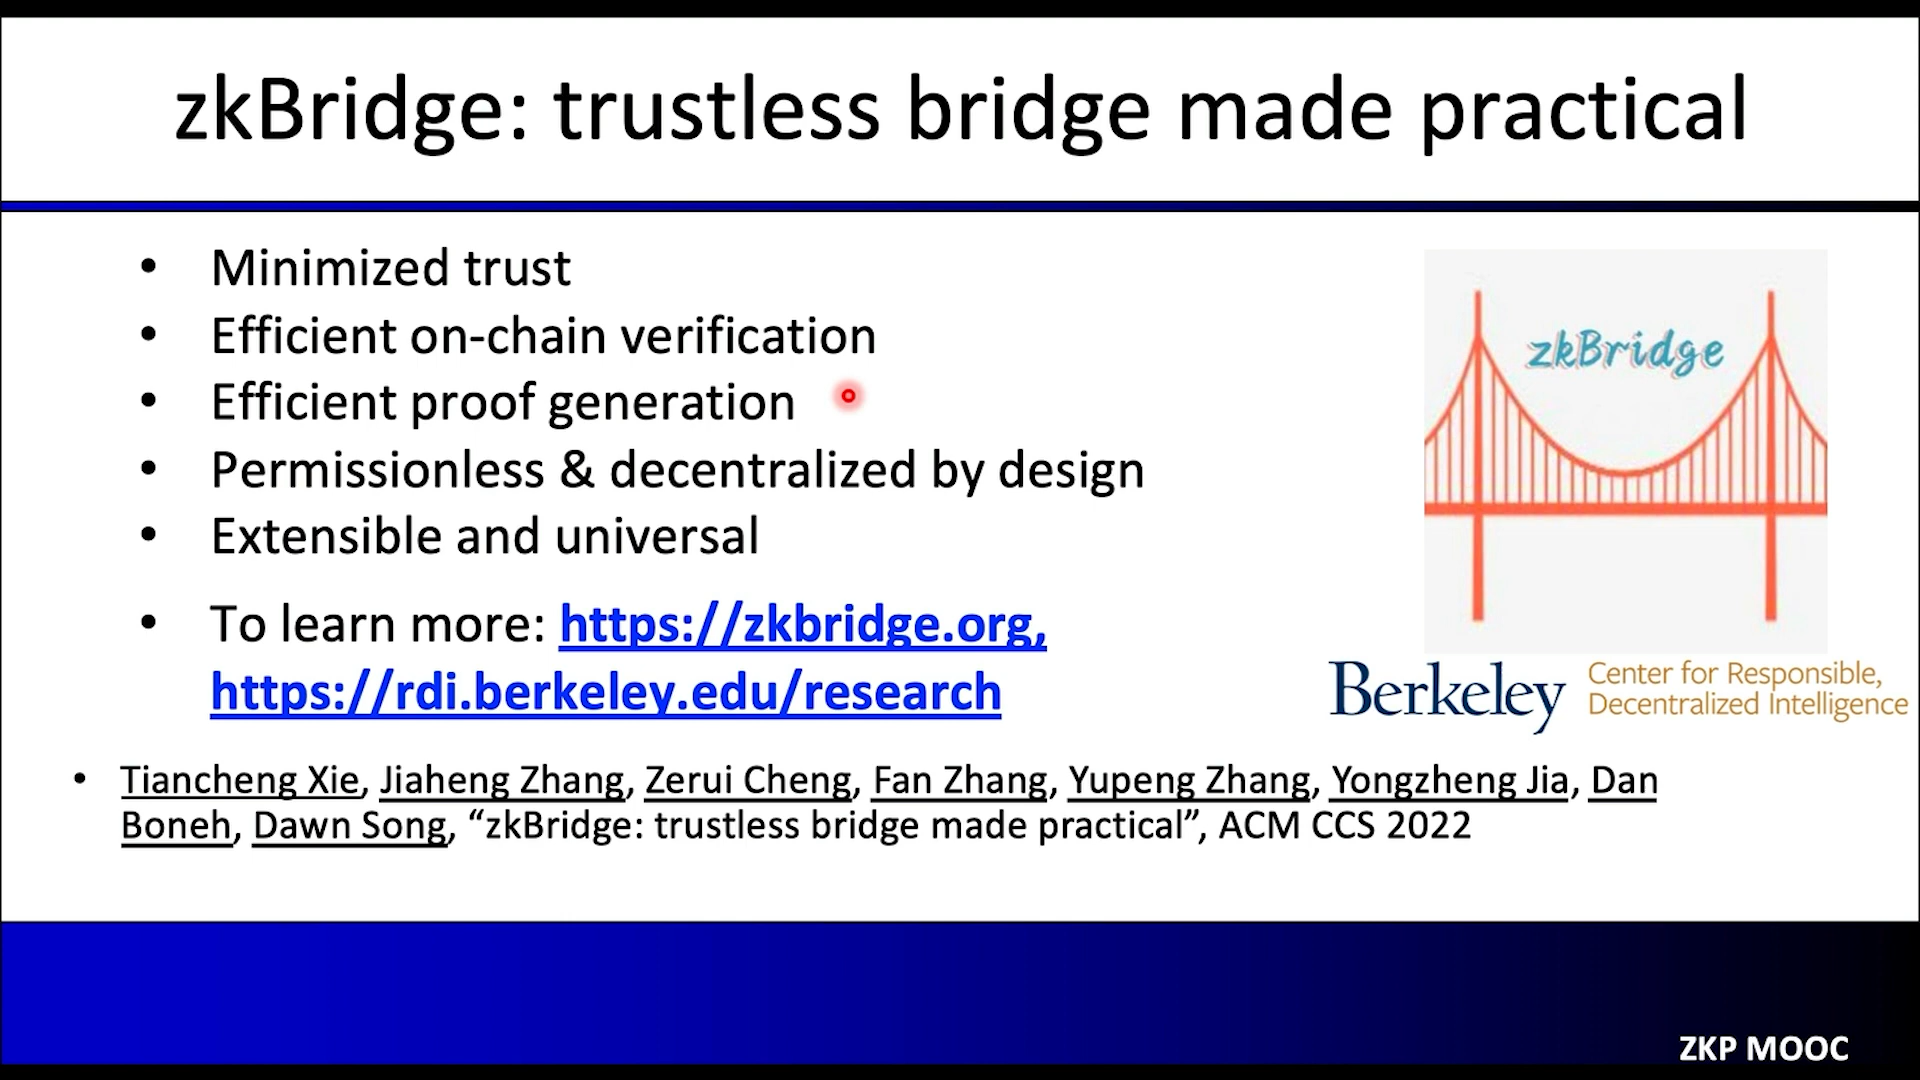 zkBridge: trustless bridge made practical
• Minimized trust
• Efficient on-chain verification
• Efficient proof generation
• Permissionless & decentralized by design
• Extensible and universal
• To learn more: https://zkbridge.org,
https://rdi.berkeley.edu/research
zkBridge
Berkeley Center for Responsible,
Decentralized Intelligence
• Tiancheng Xie, Jiaheng Zhang, Zerui Cheng, Fan Zhang, Yupeng Zhang, Yongzheng Jia, Dan
Boneh, Dawn Song, “zkBridge: trustless bridge made practical”, ACM CCS 2022
ZKP MOOC